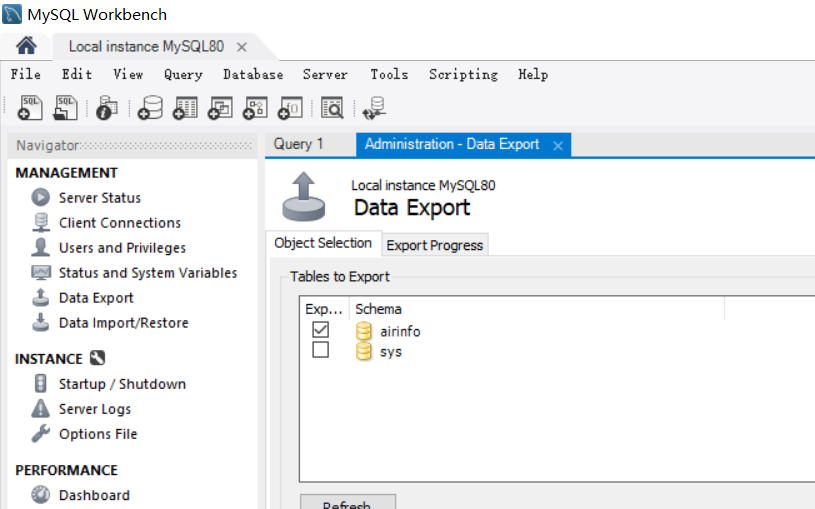 MySQL Workbench
Local instance MySQL80
File Edit View Query Database Server Tools Scripting Help
Navigator
Query 1
Administration - Data Export
MANAGEMENT
Server Status
Client Connections
Users and Privileges
Status and System Variables
Data Export
Data Import/Restore
INSTANCE
Startup / Shutdown
Server Logs
Options File
PERFORMANCE
Dashboard
Local instance MySQL80
Data Export
Object Selection
Export Progress
Tables to Export
Exp... Schema
airinfo
sys
Refresh